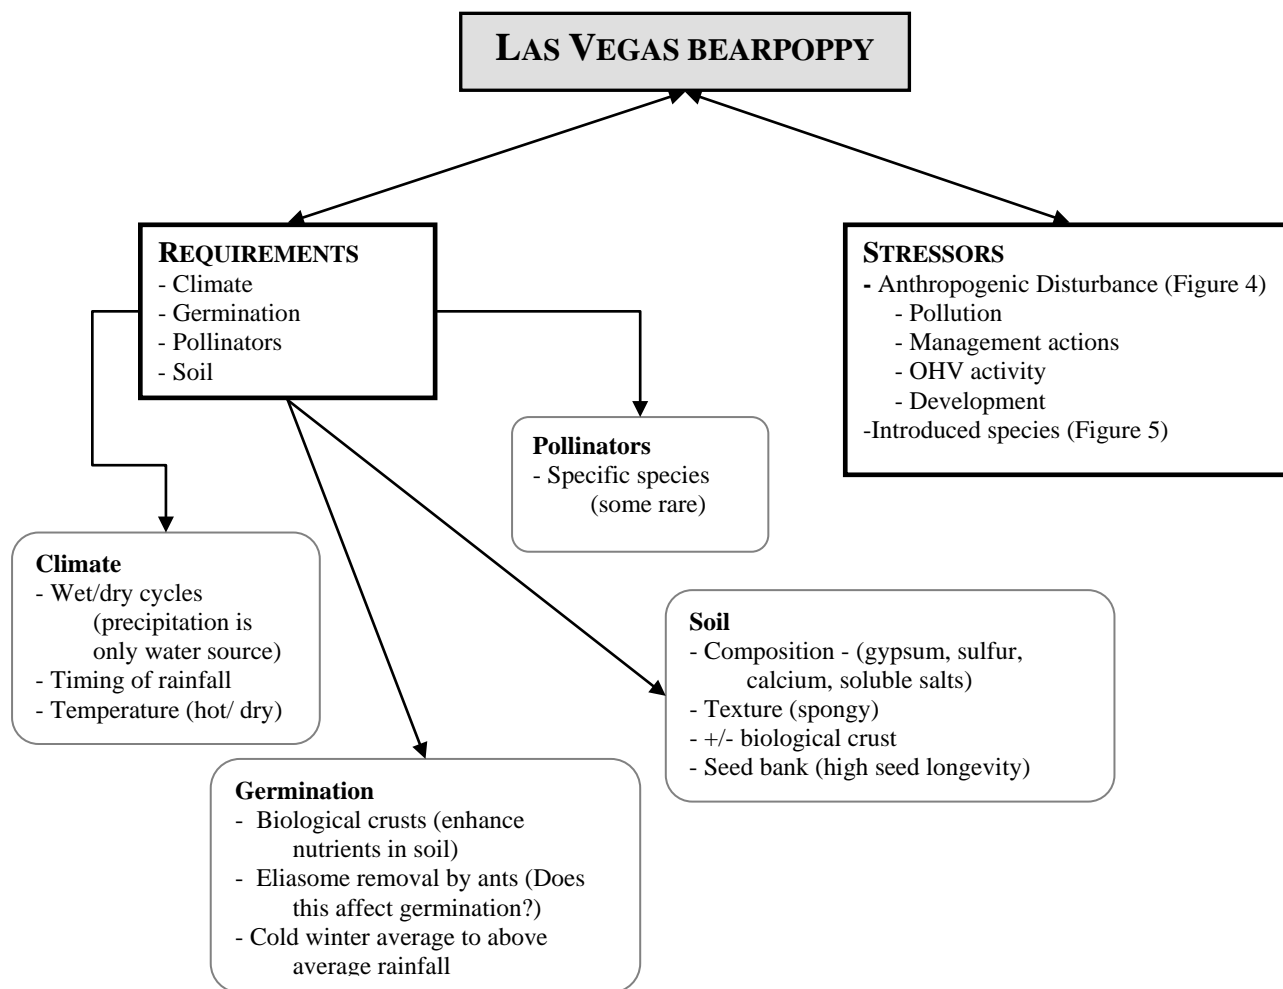 LAS VEGAS BEARPOPPY
REQUIREMENTS
- Climate
- Germination
- Pollinators
- Soil
STRESSORS
- Anthropogenic Disturbance (Figure 4)
- Pollution
- Management actions
- OHV activity
- Development
-Introduced species (Figure 5)
Pollinators
- Specific species
(some rare)
Climate
- Wet/dry cycles
(precipitation is
only water source)
- Timing of rainfall
- Temperature (hot/ dry)
Soil
- Composition - (gypsum, sulfur,
calcium, soluble salts)
- Texture (spongy)
- +/- biological crust
- Seed bank (high seed longevity)
Germination
- Biological crusts (enhance
nutrients in soil)
- Eliasome removal by ants (Does
this affect germination?)
- Cold winter average to above
average rainfall